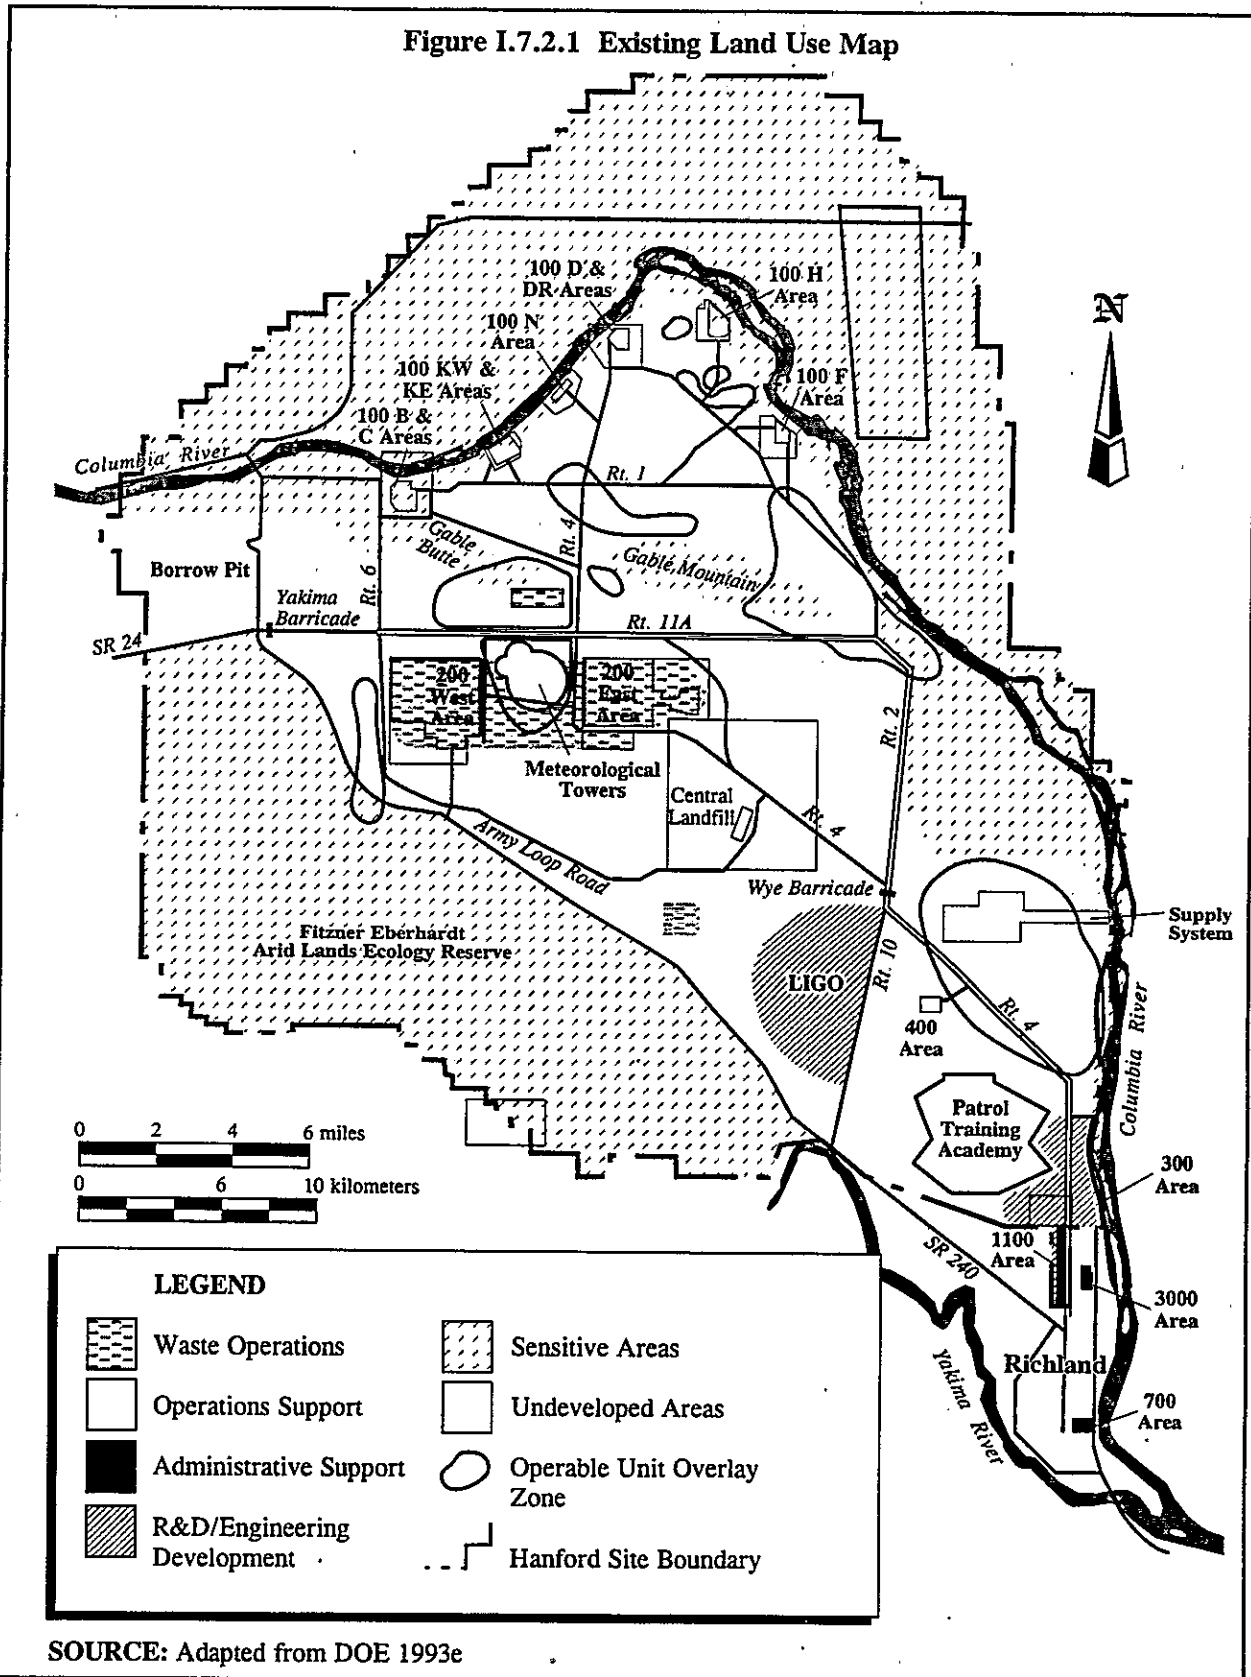 Figure I.7.2.1 Existing Land Use Map
100 D &
DR Areas
100 H
Area
100 N
Area
100 KW &
KE Areas
100 F
Area
100 B &
C Areas
Columbia River
N
Rt. 1
Gable
Butte
Rt. 4
Gable Mountain
Borrow Pit
Rt. 6
Yakima
Barricade
Rt. 11A
SR 24
200
West
Area
200
East
Area
Rt. 2
Meteorological
Towers
Central
Landfill
Rt. 4
Army Loop Road
Wye Barricade
Supply
System
Fitzner Eberhardt
Arid Lands Ecology Reserve
Rt. 10
LIGO
Rt. 4
400
Area
Columbia River
Patrol
Training
Academy
0 2 4 6 miles
0 6 10 kilometers
300
Area
1100
Area
SR 240
3000
Area
Richland
Yakima River
700
Area
LEGEND
Waste Operations
Sensitive Areas
Operations Support
Undeveloped Areas
Administrative Support
Operable Unit Overlay
Zone
R&D/Engineering
Development
Hanford Site Boundary
SOURCE: Adapted from DOE 1993e